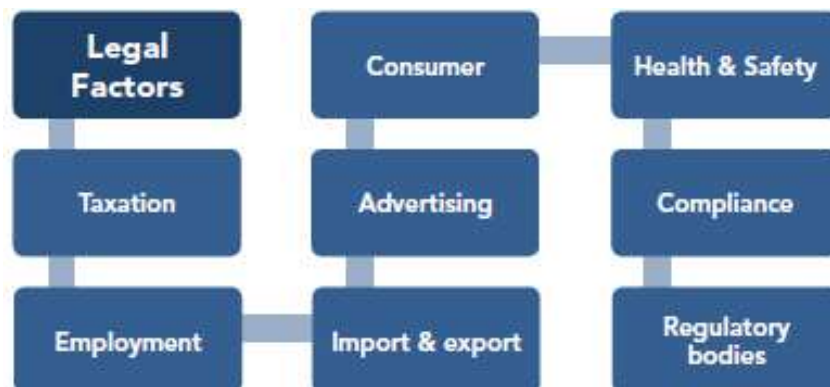 Legal
Factors
Taxation
Employment
Import & export
Advertising
Consumer
Health & Safety
Compliance
Regulatory
bodies